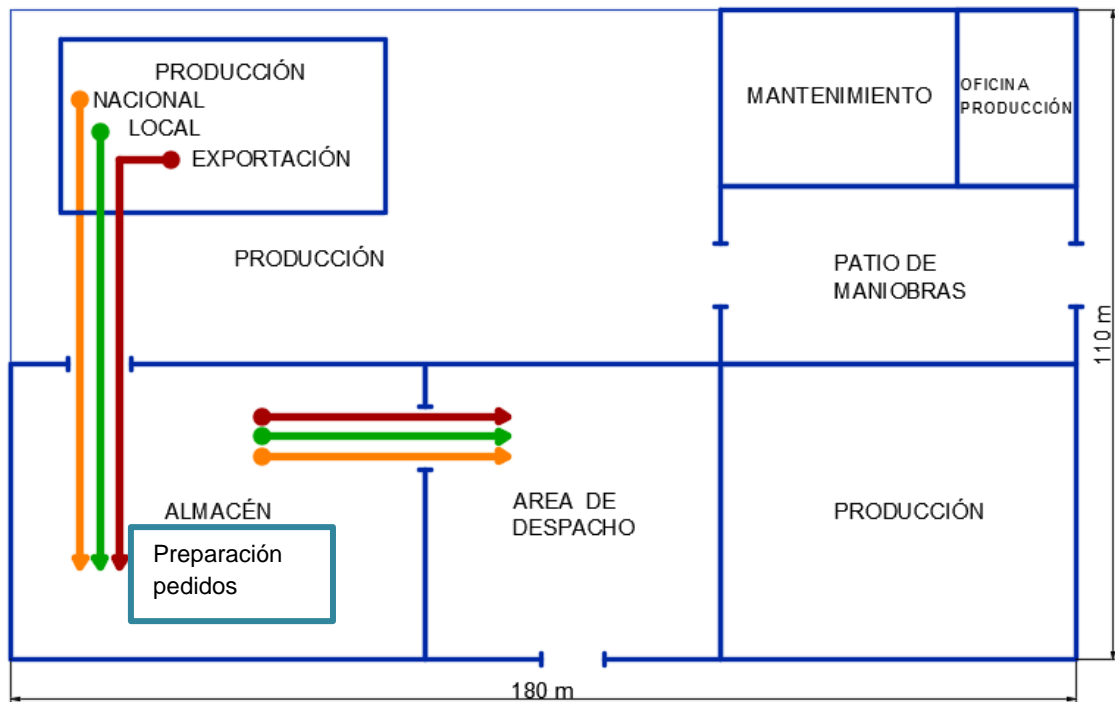 PRODUCCIÓN
NACIONAL
LOCAL
EXPORTACIÓN
MANTENIMIENTO
OFICINA
PRODUCCIÓN
PRODUCCIÓN
PATIO DE
MANIOBRAS
110 m
ALMACÉN
Preparación
pedidos
AREA DE
DESPACHO
PRODUCCIÓN
180 m